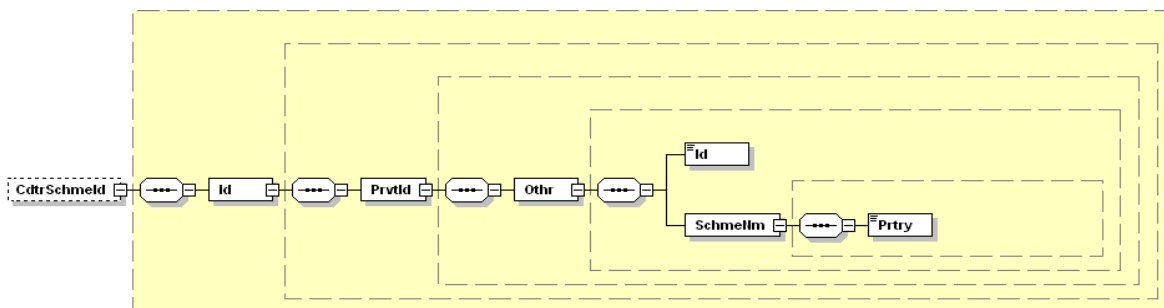 CdtrSchmeId
Id
PrvtId
Othr
Id
SchmeNm
Prtry